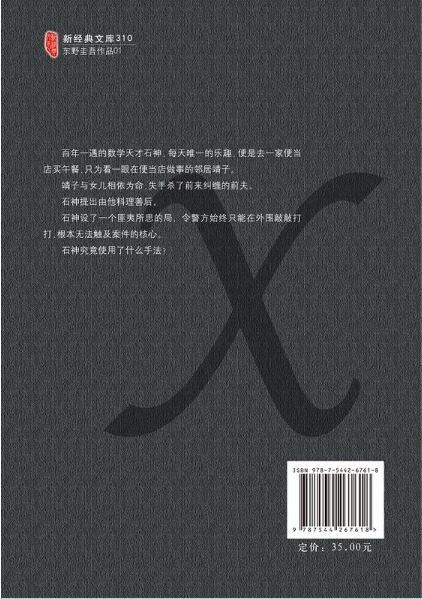 新经典文库310
东野圭吾作品01
百年一遇的数学天才石神，每天唯一的乐趣，便是去一家便当
店买午餐，只为看一眼在便当店做事的邻居靖子。
靖子与女儿相依为命，失手杀了前来纠缠的前夫。
石神提出由他料理善后。
石神设了一个匪夷所思的局，令警方始终只能在外围敲敲打
打，根本无法触及案件的核心。
石神究竟使用了什么手法？
X
ISBN 978-7-5442-6761-8
9 787544 267618 >
定价：35.00元